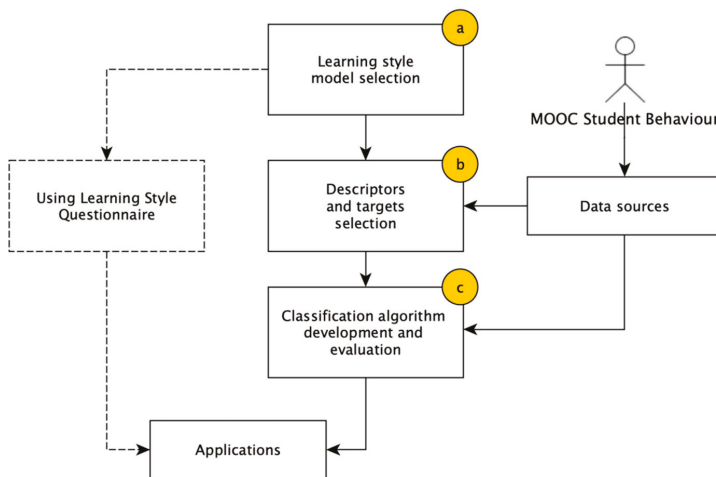 a
Learning style
model selection
MOOC Student Behaviour
b
Using Learning Style
Questionnaire
Descriptors
and targets
selection
Data sources
c
Classification algorithm
development and
evaluation
Applications